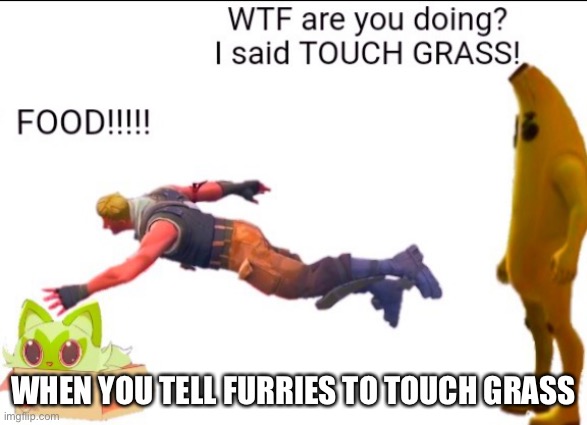 WTF are you doing?
I said TOUCH GRASS!
FOOD!!!!!
WHEN YOU TELL FURRIES TO TOUCH GRASS
imgflip.com